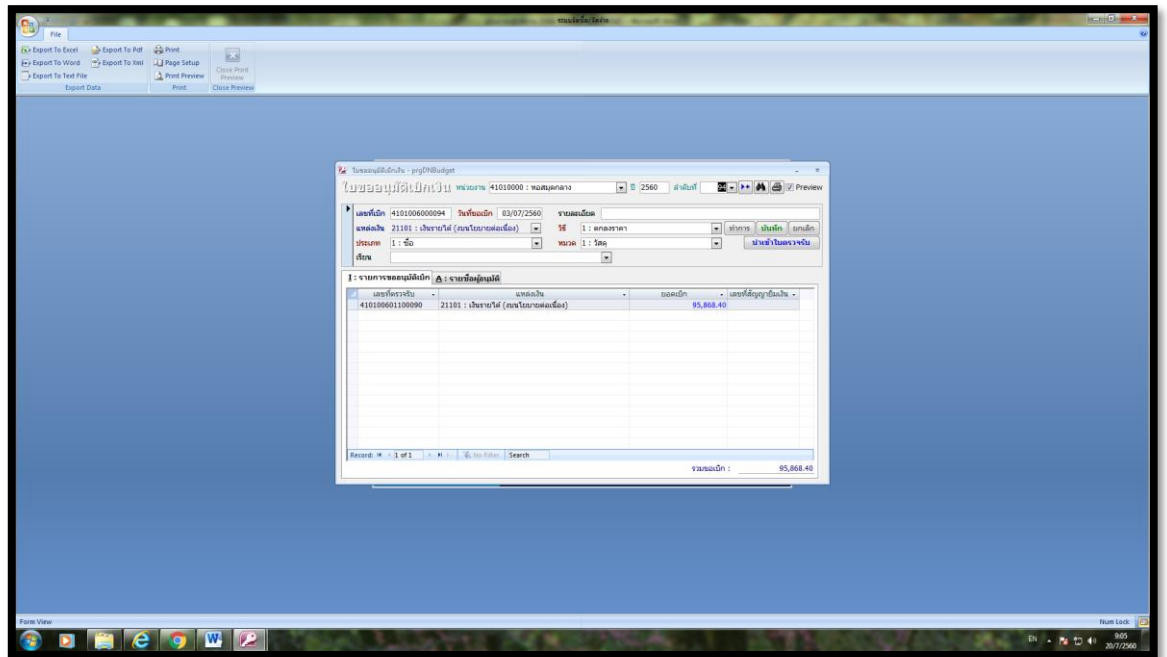 ระบบจัดซื้อ/จัดจ้าง
File
Export To Excel Export To Pdf Print
Export To Word Export To Xml Page Setup Close Print
Export To Text File Print Preview Preview
Export Data Print Close Preview
ใบขออนุมัติเบิกเงิน - prgDNBudget
ใบขออนุมัติเบิกเงิน หน่วยงาน 41010000 : หอสมุดกลาง ปี 2560 ลำดับที่ 94 Preview
เลขที่เบิก 4101006000094 วันที่ขอเบิก 03/07/2560 รายละเอียด
แหล่งเงิน 21101 : เงินรายได้ (งบนโยบายต่อเนื่อง) วิธี 1 : ตกลงราคา ทำการ บันทึก ยกเลิก
ประเภท 1 : ซื้อ หมวด 1 : วัสดุ นำเข้าใบตรวจรับ
เรียน
I : รายการขออนุมัติเบิก A : รายชื่อผู้อนุมัติ
เลขที่ตรวจรับ แหล่งเงิน ยอดเบิก เลขที่สัญญายืมเงิน
410100601100090 21101 : เงินรายได้ (งบนโยบายต่อเนื่อง) 95,868.40
Record: 1 of 1 No Filter Search
รวมขอเบิก : 95,868.40
Form View Num Lock
EN 9:05
20/7/2560